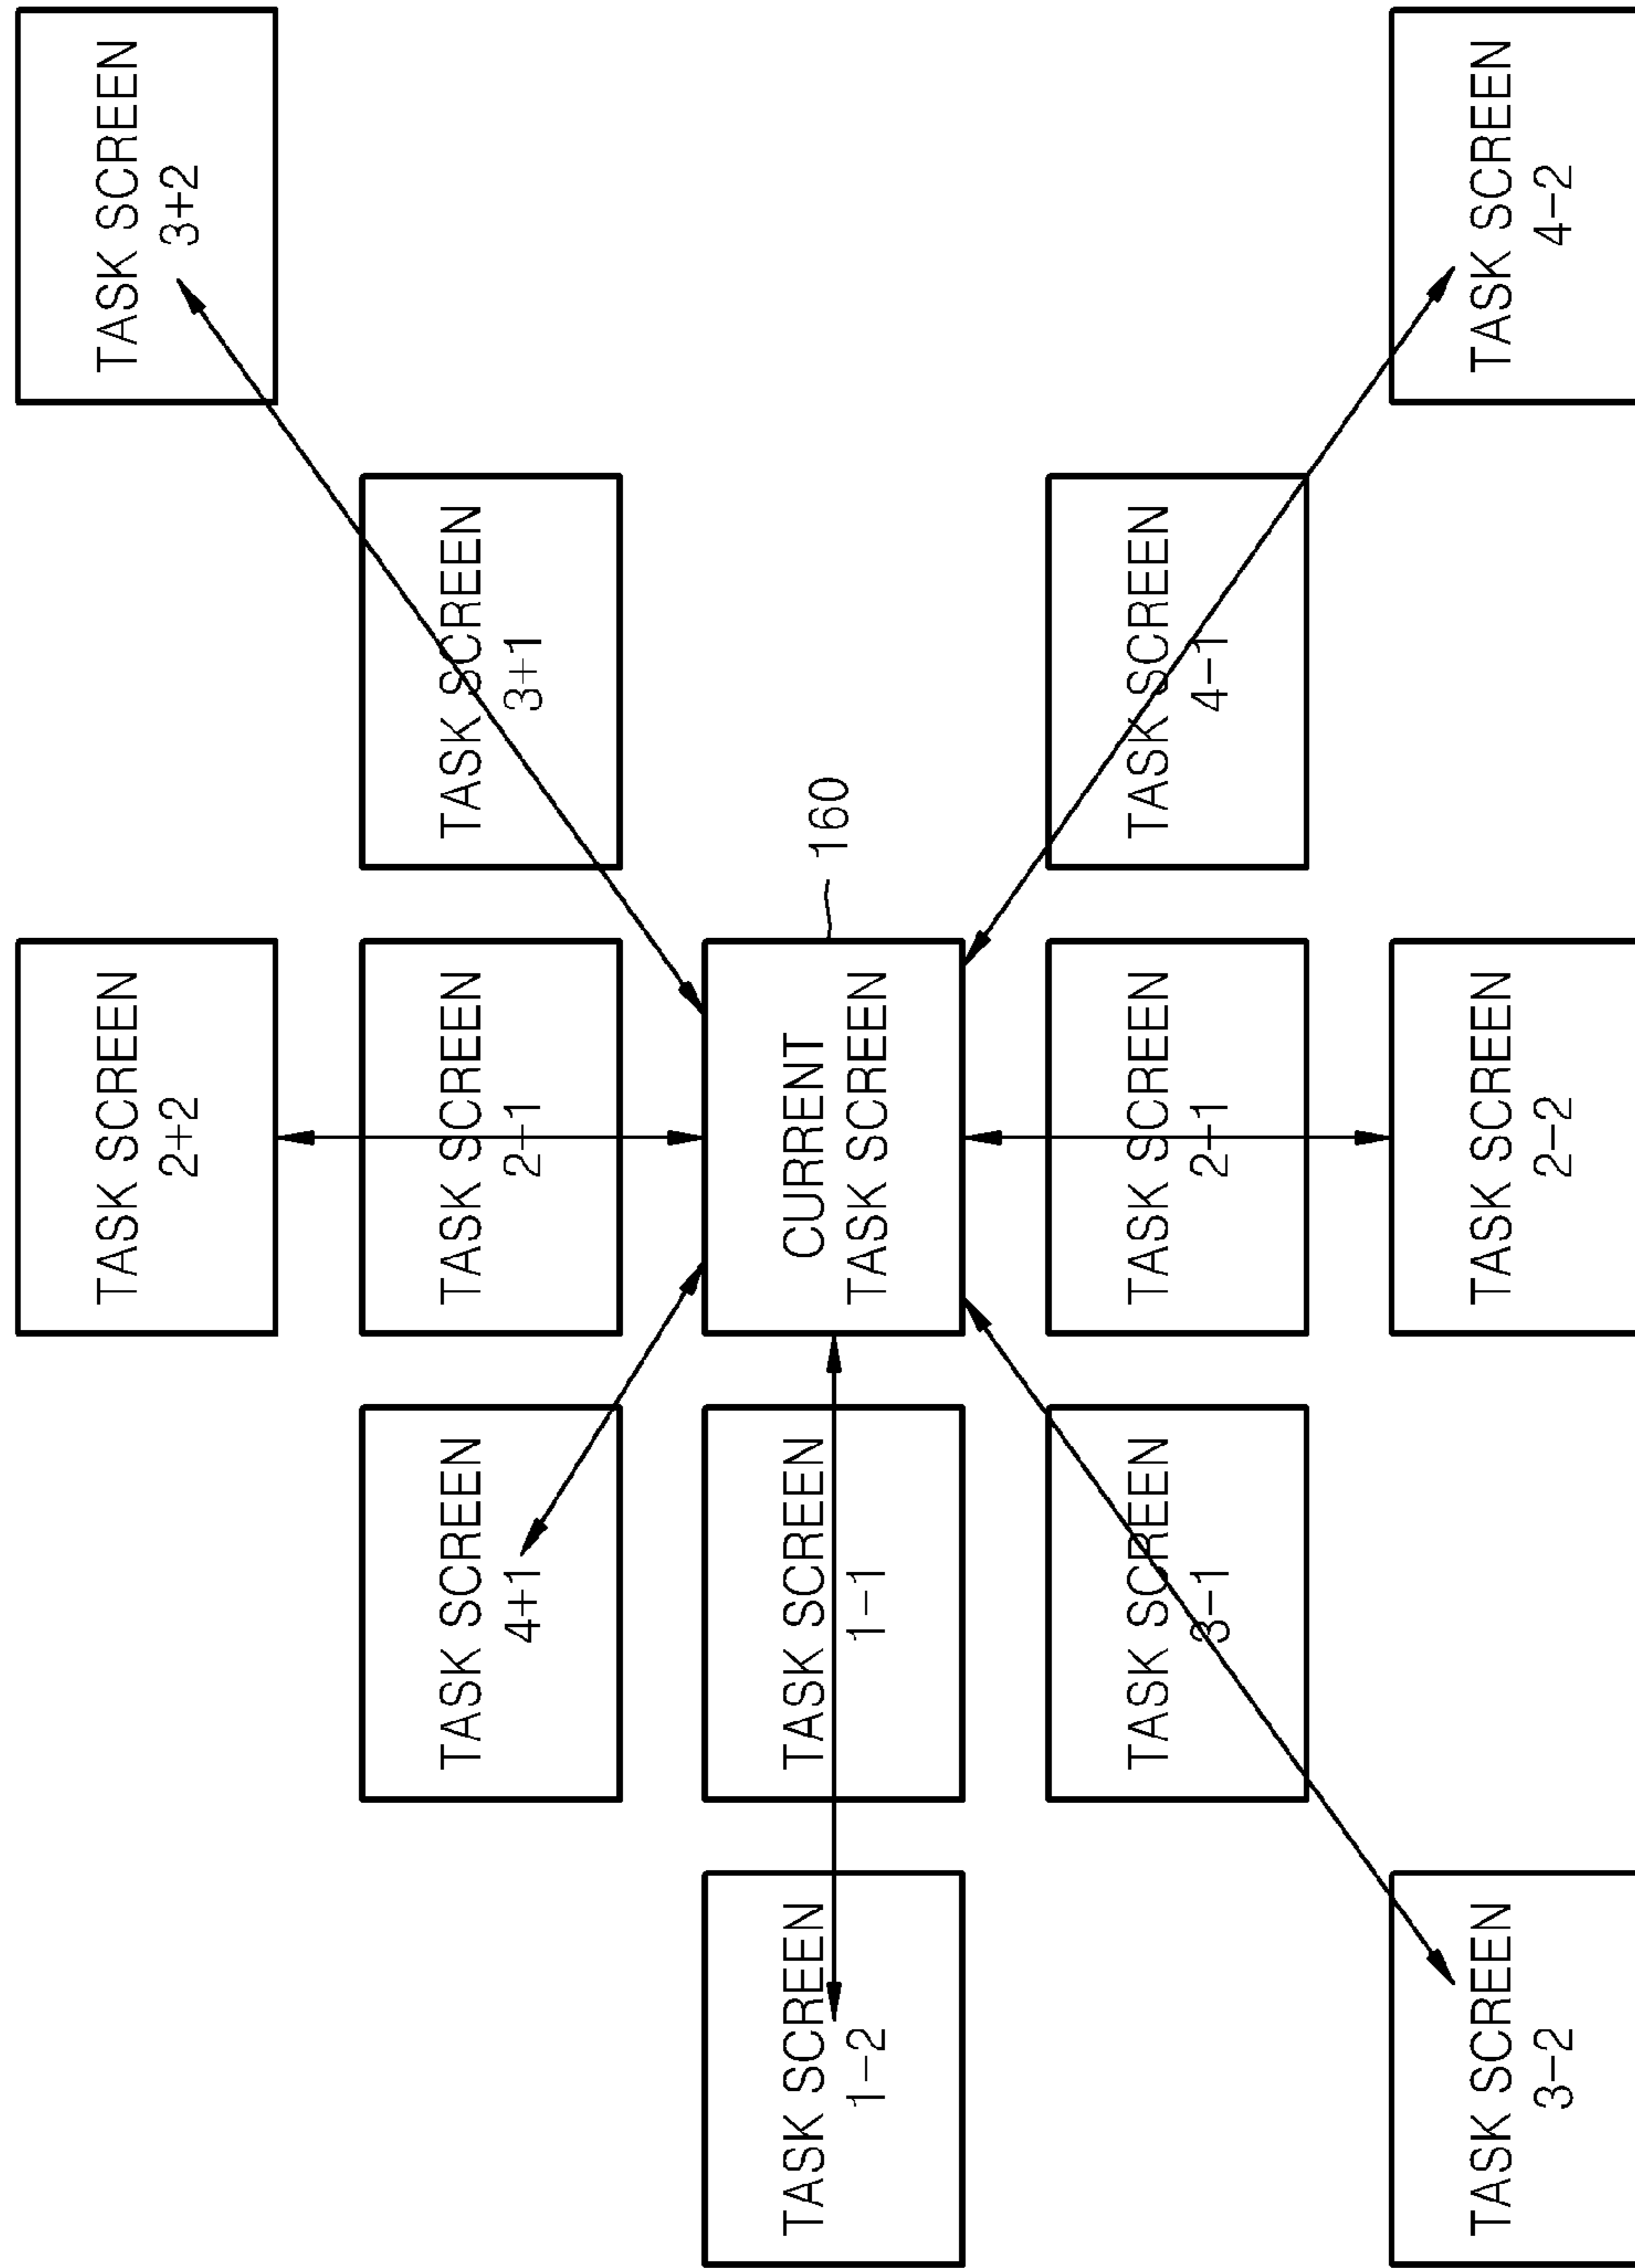 TASK SCREEN
2+2
TASK SCREEN
3+2
TASK SCREEN
4+1
TASK SCREEN
2+1
TASK SCREEN
3+1
TASK SCREEN
1-2
TASK SCREEN
1-1
CURRENT
TASK SCREEN
160
TASK SCREEN
3-1
TASK SCREEN
2-1
TASK SCREEN
4-1
TASK SCREEN
3-2
TASK SCREEN
2-2
TASK SCREEN
4-2